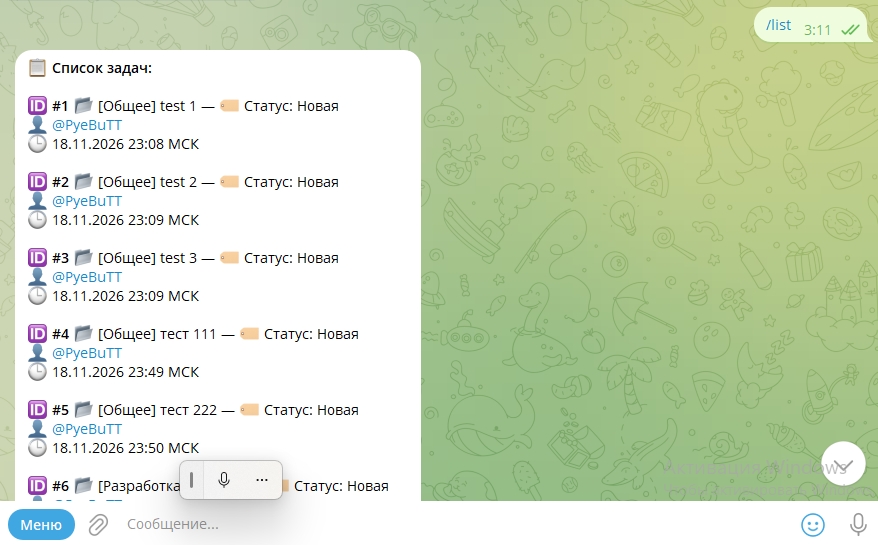 /list
3:11
Список задач:
#1 [Общее] test 1 — Статус: Новая
@PyeBuTT
18.11.2026 23:08 МСК
#2 [Общее] test 2 — Статус: Новая
@PyeBuTT
18.11.2026 23:09 МСК
#3 [Общее] test 3 — Статус: Новая
@PyeBuTT
18.11.2026 23:09 МСК
#4 [Общее] тест 111 — Статус: Новая
@PyeBuTT
18.11.2026 23:49 МСК
#5 [Общее] тест 222 — Статус: Новая
@PyeBuTT
18.11.2026 23:50 МСК
#6 [Разработка Статус: Новая
Активация Windows
Меню
Сообщение...